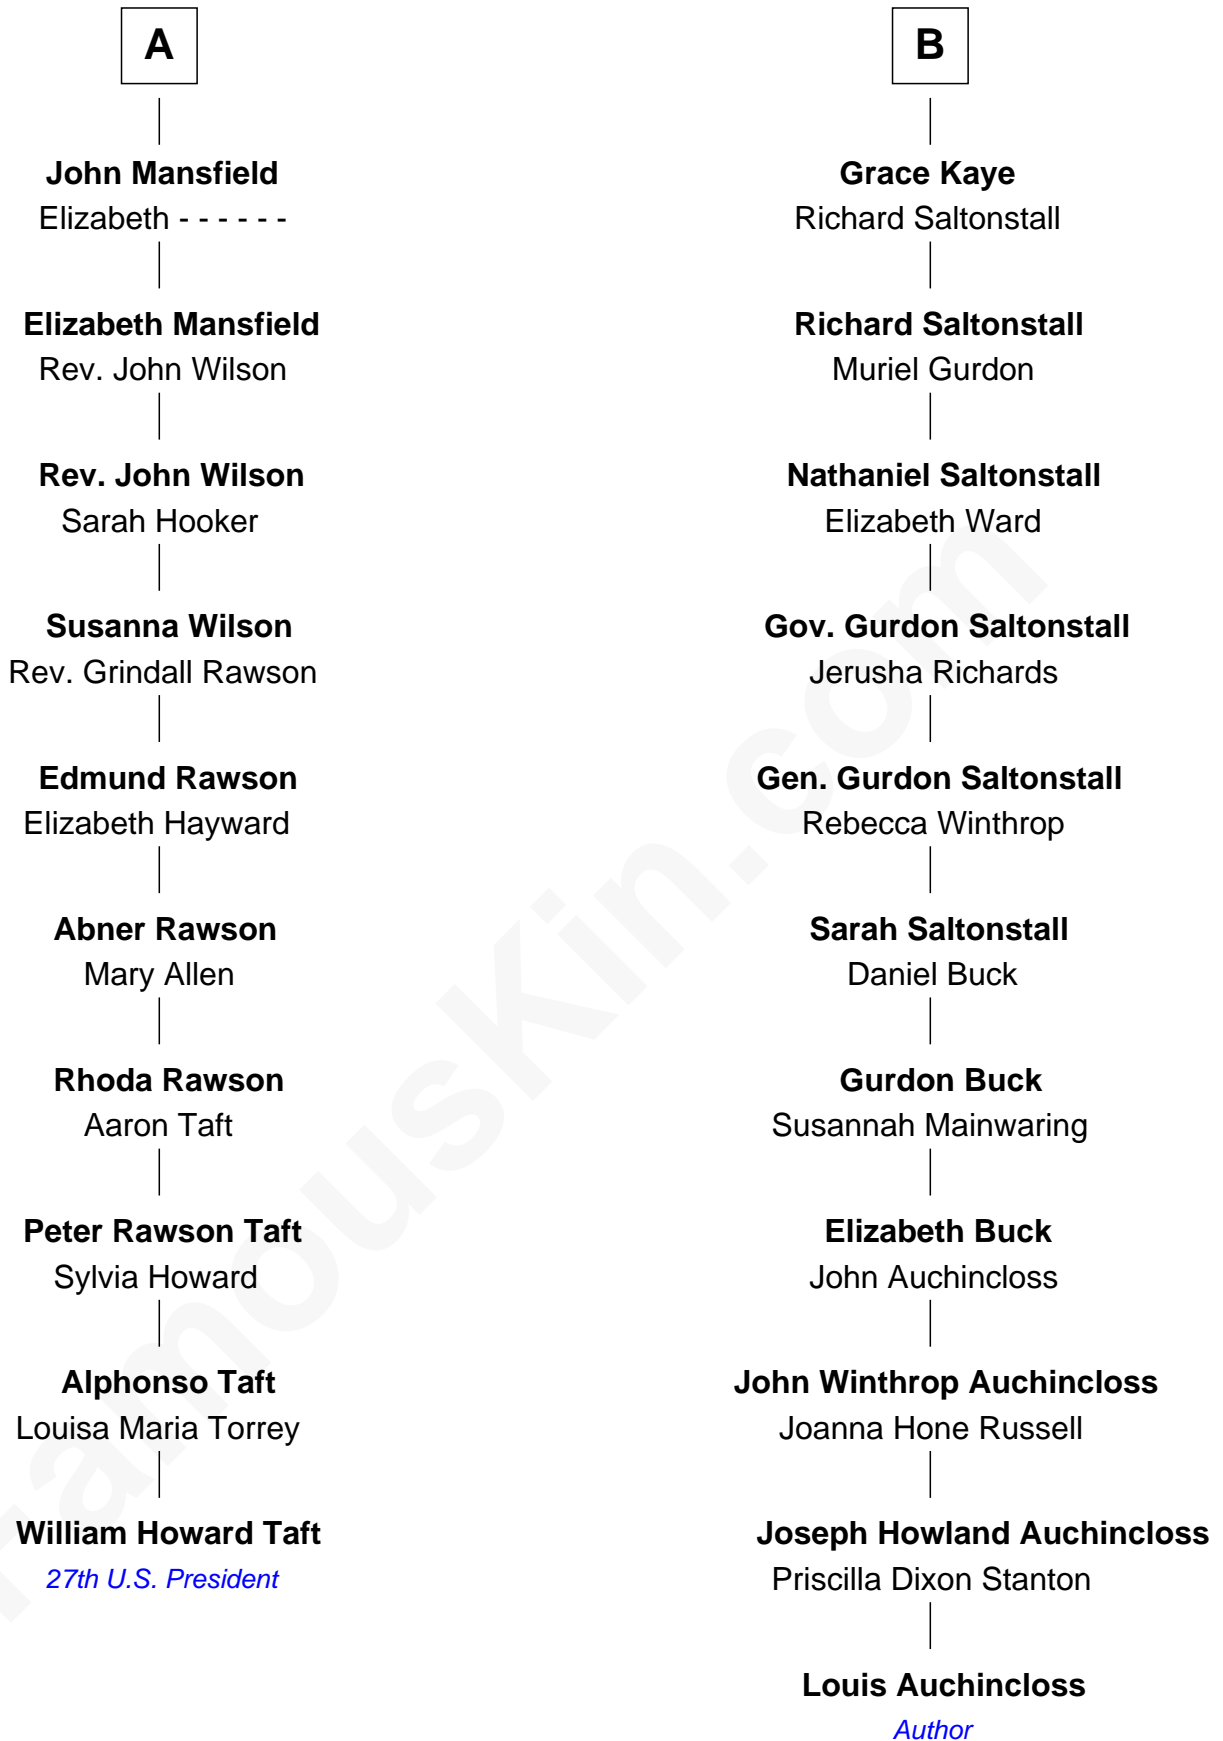 A
John Mansfield
Elizabeth - - - - - -
Elizabeth Mansfield
Rev. John Wilson
Rev. John Wilson
Sarah Hooker
Susanna Wilson
Rev. Grindall Rawson
Edmund Rawson
Elizabeth Hayward
Abner Rawson
Mary Allen
Rhoda Rawson
Aaron Taft
Peter Rawson Taft
Sylvia Howard
Alphonso Taft
Louisa Maria Torrey
William Howard Taft
27th U.S. President
B
Grace Kaye
Richard Saltonstall
Richard Saltonstall
Muriel Gurdon
Nathaniel Saltonstall
Elizabeth Ward
Gov. Gurdon Saltonstall
Jerusha Richards
Gen. Gurdon Saltonstall
Rebecca Winthrop
Sarah Saltonstall
Daniel Buck
Gurdon Buck
Susannah Mainwaring
Elizabeth Buck
John Auchincloss
John Winthrop Auchincloss
Joanna Hone Russell
Joseph Howland Auchincloss
Priscilla Dixon Stanton
Louis Auchincloss
Author
FamousKin.com